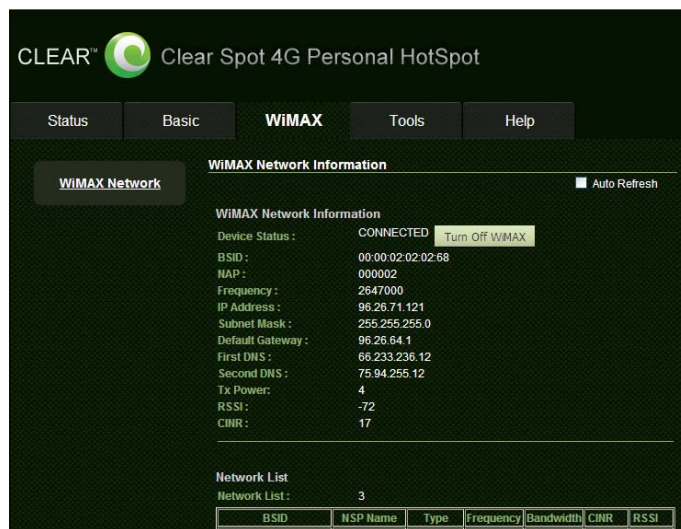 CLEAR™ Clear Spot 4G Personal HotSpot
Status Basic WiMAX Tools Help
WiMAX Network
WiMAX Network Information
Auto Refresh
WiMAX Network Information
Device Status : CONNECTED Turn Off WiMAX
BSID : 00:00:02:02:02:68
NAP : 000002
Frequency : 2647000
IP Address : 96.26.71.121
Subnet Mask : 255.255.255.0
Default Gateway : 96.26.64.1
First DNS : 66.233.236.12
Second DNS : 75.94.255.12
Tx Power: 4
RSSI : -72
CINR : 17
Network List
Network List : 3
BSID NSP Name Type Frequency Bandwidth CINR RSSI